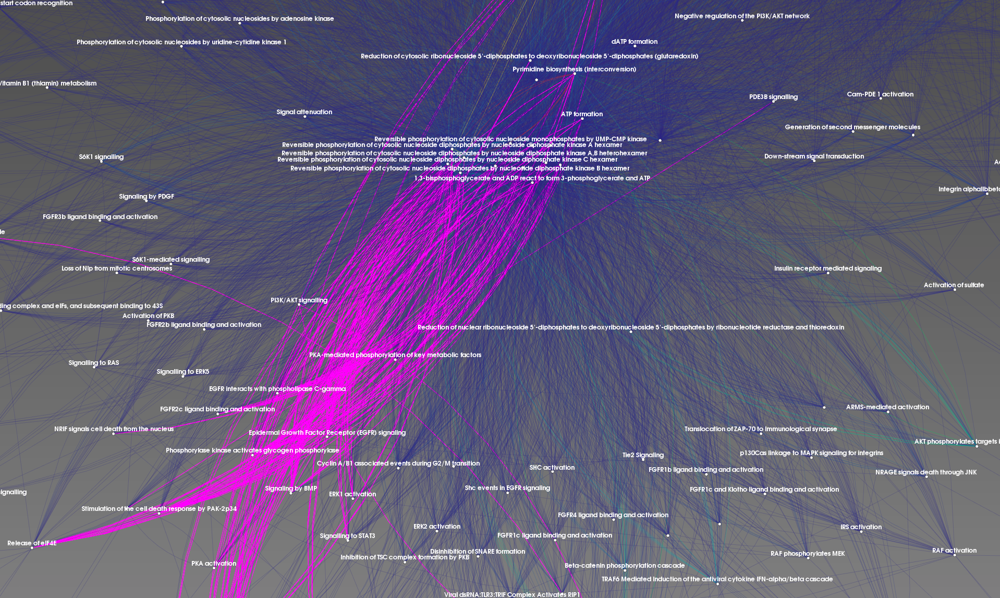 start codon recognition
Negative regulation of the PI3K/AKT network
Phosphorylation of cytosolic nucleosides by adenosine kinase
Phosphorylation of cytosolic nucleosides by uridine-cytidine kinase 1
dATP formation
Reduction of cytosolic ribonucleoside 5'-diphosphates to deoxyribonucleoside 5'-diphosphates (glutaredoxin)
Pyrimidine biosynthesis (interconversion)
Vitamin B1 (thiamin) metabolism
Cam-PDE 1 activation
PDE3B signalling
Signal attenuation
ATP formation
Generation of second messenger molecules
Reversible phosphorylation of cytosolic nucleoside monophosphates by UMP-CMP kinase
Reversible phosphorylation of cytosolic nucleoside diphosphates by nucleoside diphosphate kinase A hexamer
Reversible phosphorylation of cytosolic nucleoside diphosphates by nucleoside diphosphate kinase A,B heterohexamer
S6K1 signalling
Down-stream signal transduction
Reversible phosphorylation of cytosolic nucleoside diphosphates by nucleoside diphosphate kinase C hexamer
Reversible phosphorylation of cytosolic nucleoside diphosphates by nucleoside diphosphate kinase B hexamer
1,3-bisphosphoglycerate and ADP react to form 3-phosphoglycerate and ATP
Integrin alphaIIbbeta
Signaling by PDGF
FGFR3b ligand binding and activation
le
S6K1-mediated signalling
Loss of Nlp from mitotic centrosomes
Insulin receptor mediated signaling
Activation of sulfate
PI3K/AKT signalling
ding complex and eIFs, and subsequent binding to 43S
Activation of PKB
FGFR2b ligand binding and activation
Reduction of nuclear ribonucleoside 5'-diphosphates to deoxyribonucleoside 5'-diphosphates by ribonucleotide reductase and thioredoxin
PKA-mediated phosphorylation of key metabolic factors
Signalling to RAS
Signalling to ERK5
EGFR interacts with phospholipase C-gamma
FGFR2c ligand binding and activation
ARMS-mediated activation
NRIF signals cell death from the nucleus
Epidermal Growth Factor Receptor (EGFR) signaling
Translocation of ZAP-70 to Immunological synapse
AKT phosphorylates targets i
Phosphorylase kinase activates glycogen phosphorylase
Tie2 Signaling
p130Cas linkage to MAPK signaling for integrins
Cyclin A/B1 associated events during G2/M transition
SHC activation
FGFR1b ligand binding and activation
NRAGE signals death through JNK
signalling
Signaling by BMP
ERK1 activation
Shc events in EGFR signaling
FGFR1c and Klotho ligand binding and activation
Stimulation of the cell death response by PAK-2p34
FGFR4 ligand binding and activation
ERK2 activation
IRS activation
Signalling to STAT3
FGFR1c ligand binding and activation
Release of eIF4E
Disinhibition of SNARE formation
RAF phosphorylates MEK
RAF activation
Inhibition of TSC complex formation by PKB
PKA activation
Beta-catenin phosphorylation cascade
TRAF6 Mediated Induction of the antiviral cytokine IFN-alpha/beta cascade
Viral dsRNA:TLR3:TRIF Complex Activates RIP1